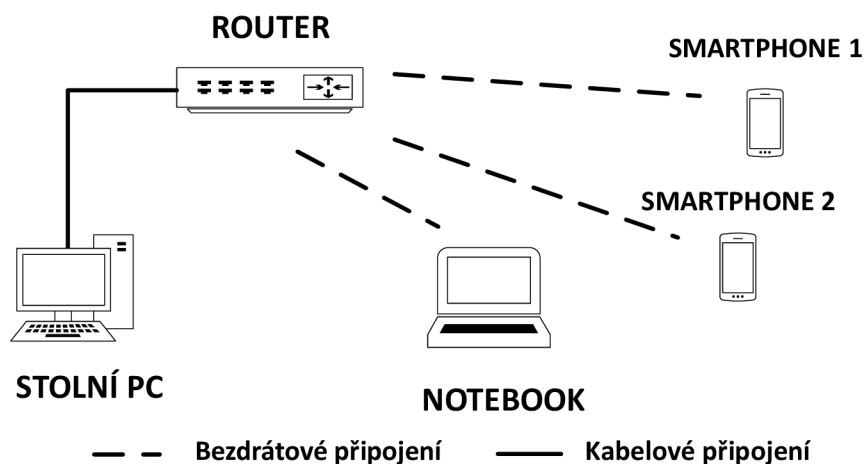 ROUTER
SMARTPHONE 1
SMARTPHONE 2
STOLNÍ PC
NOTEBOOK
Bezdrátové připojení
Kabelové připojení